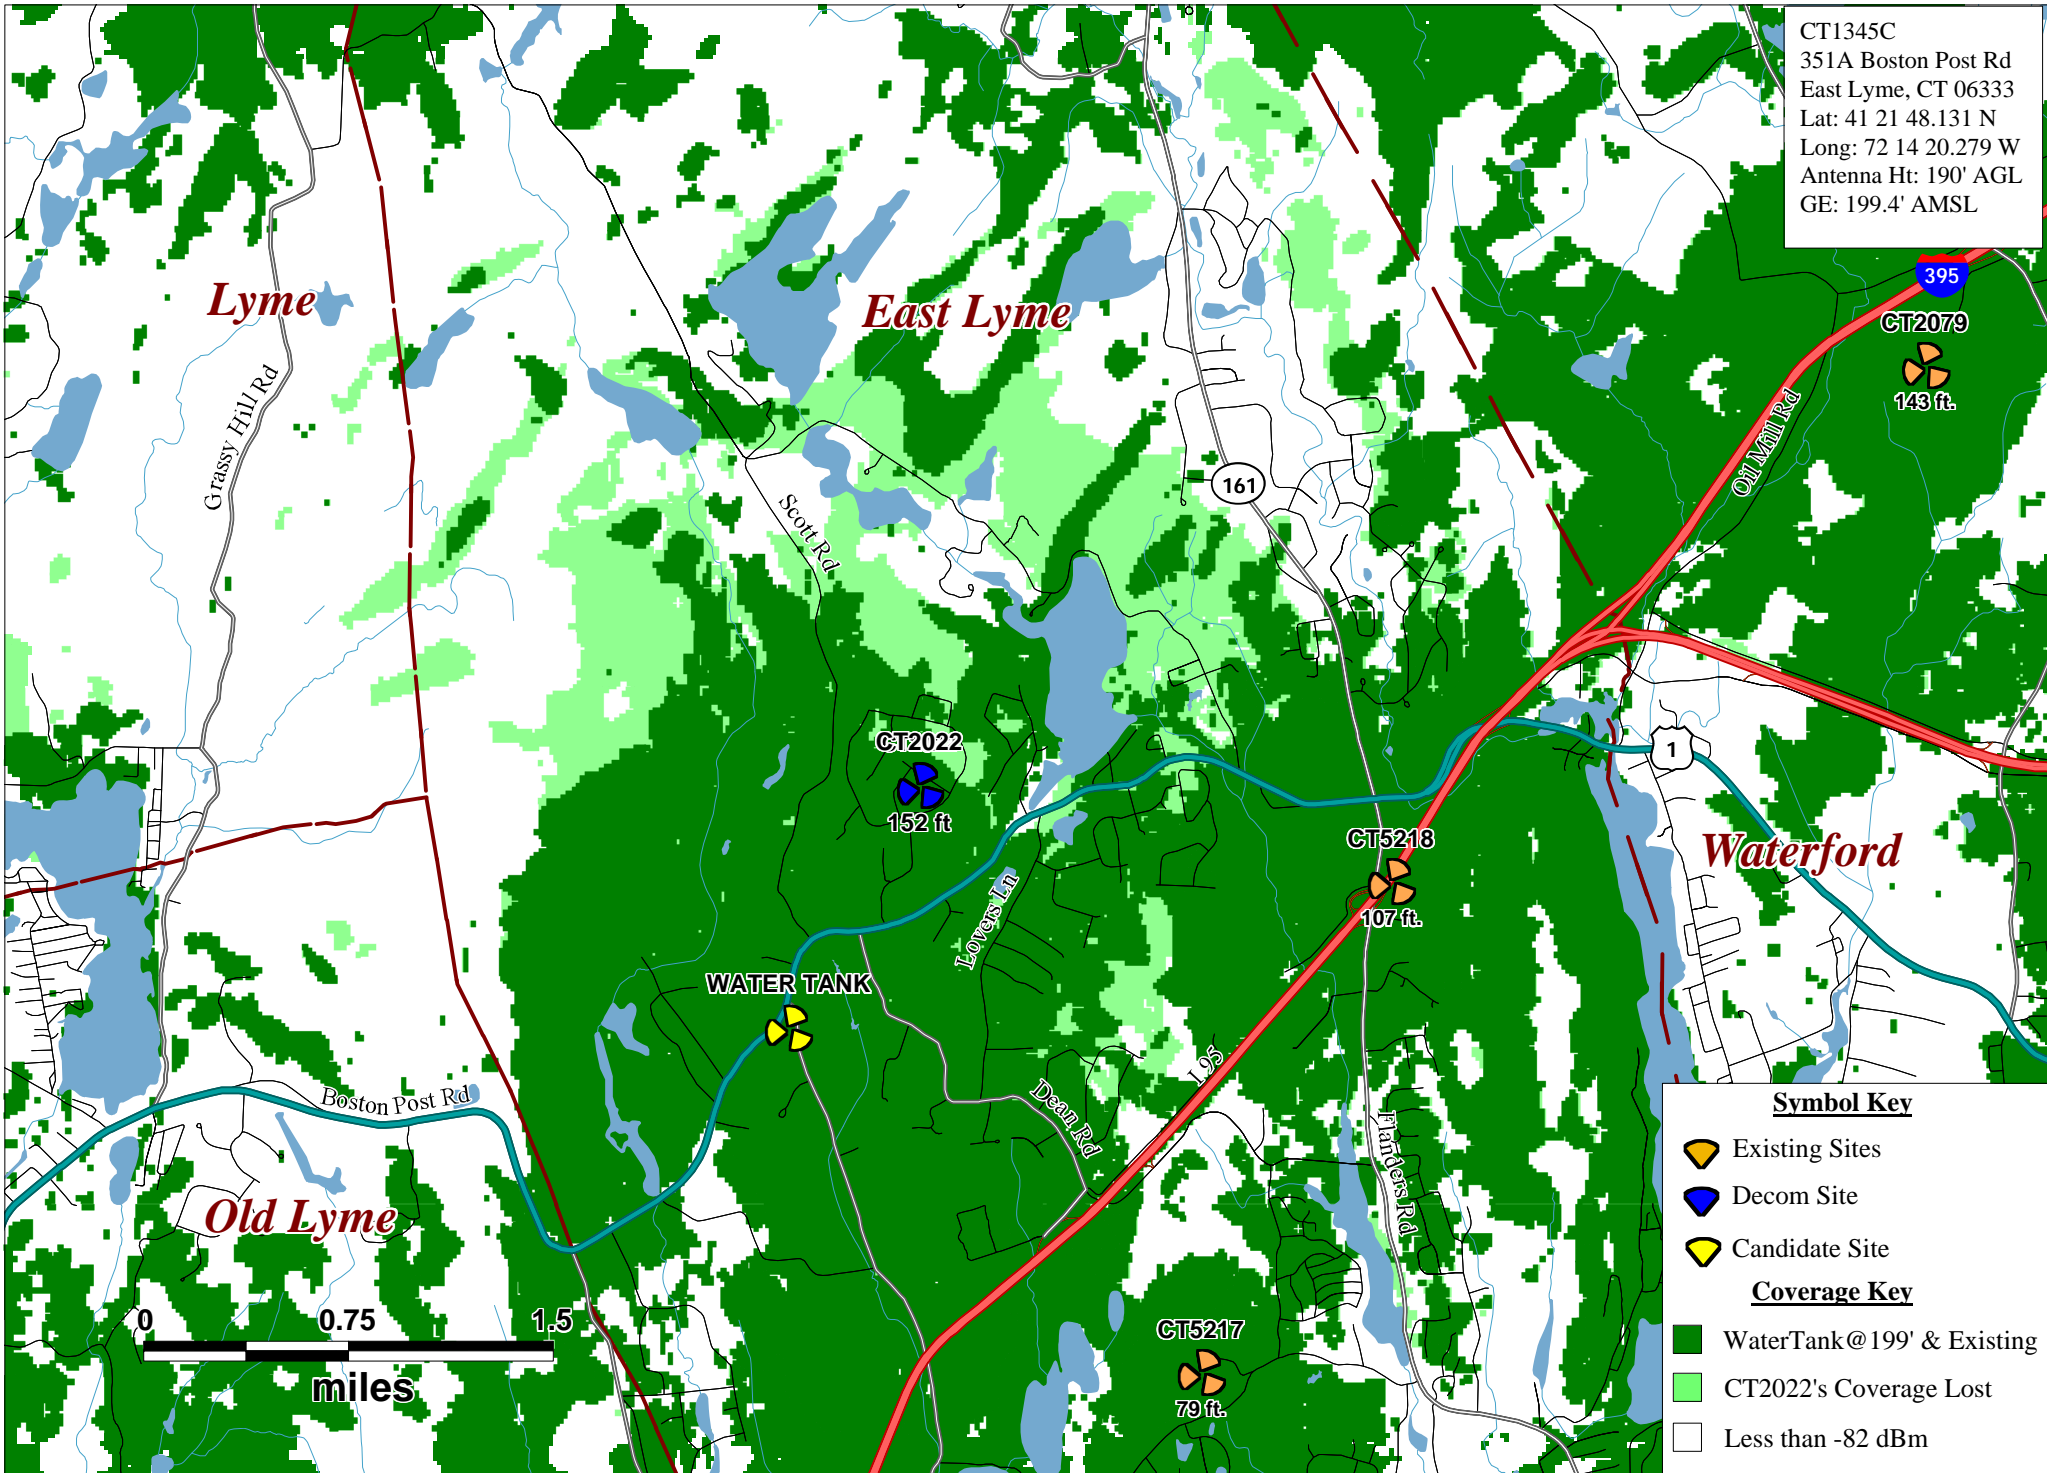 CT1345C
351A Boston Post Rd
East Lyme, CT 06333
Lat: 41 21 48.131 N
Long: 72 14 20.279 W
Antenna Ht: 190' AGL
GE: 199.4' AMSL
395
CT2079
143 ft.
Lyme
East Lyme
Grassy Hill Rd
Oil Mill Rd
161
Scott Rd
CT2022
152 ft
1
CT5218
107 ft.
Waterford
Lovers Ln
WATER TANK
I 95
Boston Post Rd
Dean Rd
Flanders Rd
Old Lyme
0 0.75 1.5
miles
CT5217
79 ft.
Symbol Key
Existing Sites
Decom Site
Candidate Site
Coverage Key
WaterTank@199' & Existing
CT2022's Coverage Lost
Less than -82 dBm